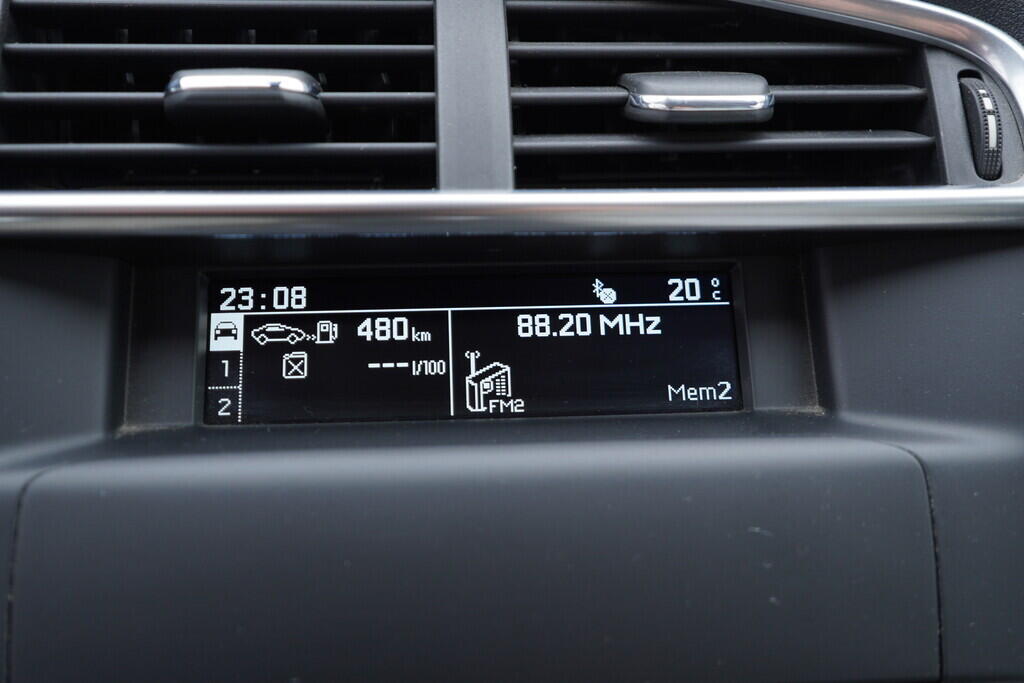 23:08 20 °C
480 km 88.20 MHz
1 --- l/100
2 FM2 Mem2